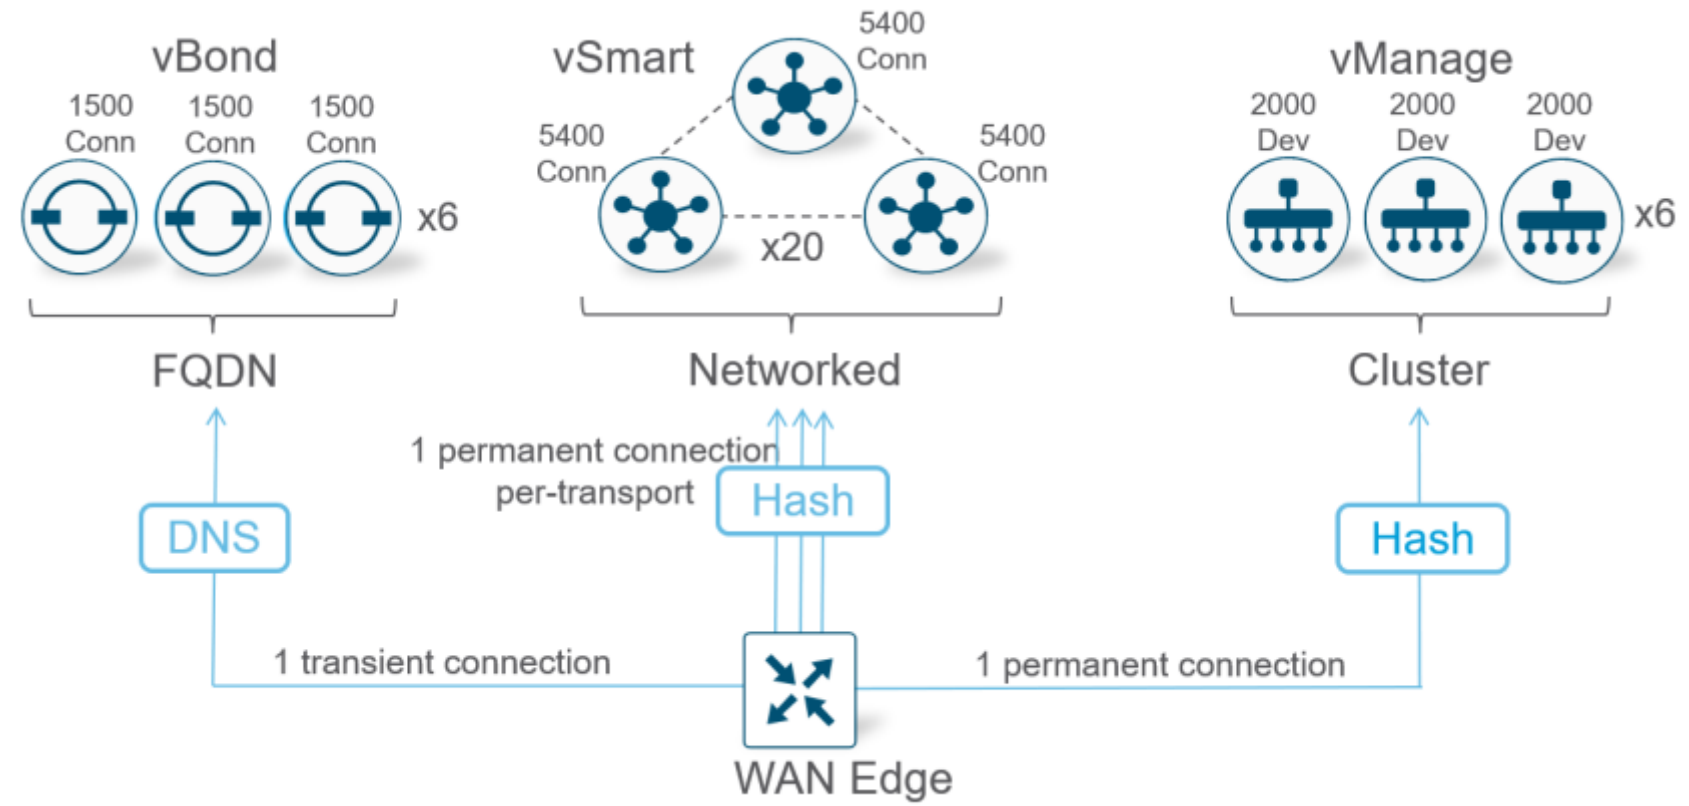 vBond
1500
Conn
1500
Conn
1500
Conn
x6
vSmart
5400
Conn
5400
Conn
5400
Conn
x20
vManage
2000
Dev
2000
Dev
2000
Dev
x6
FQDN
Networked
Cluster
1 permanent connection
per-transport
DNS
Hash
Hash
1 transient connection
1 permanent connection
WAN Edge